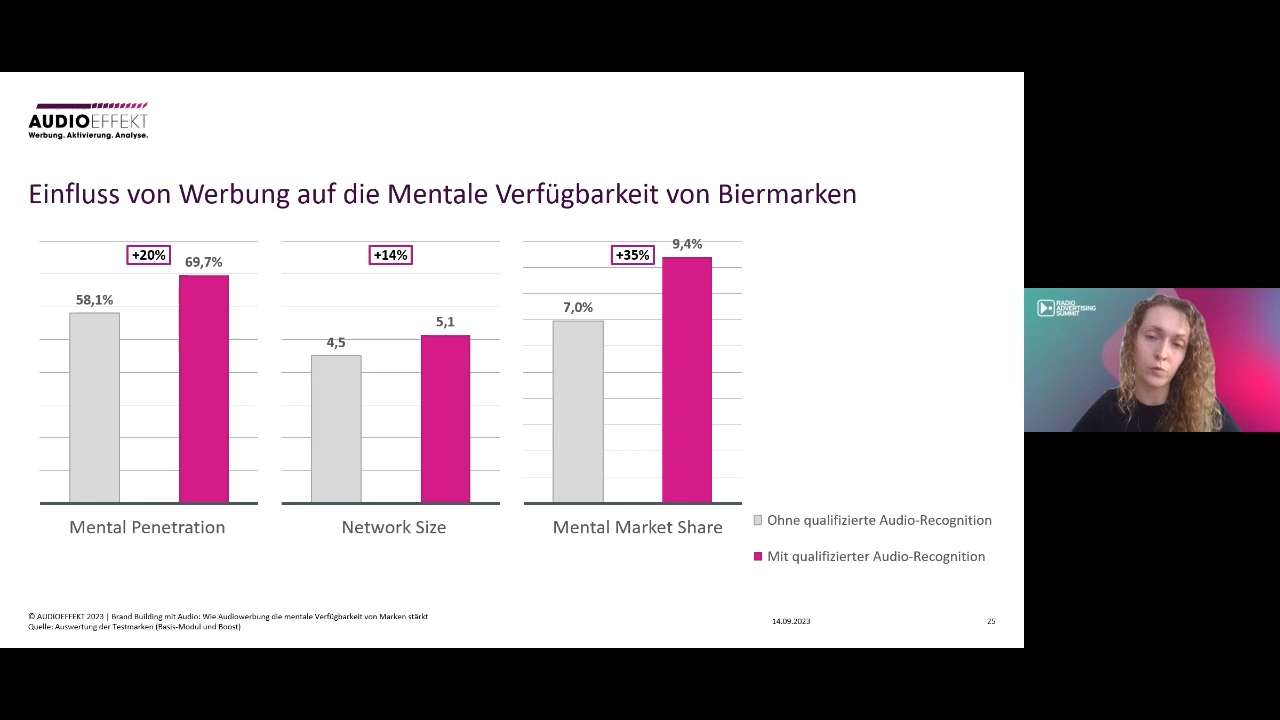 AUDIOEFFEKT
Werbung. Aktivierung. Analyse.
Einfluss von Werbung auf die Mentale Verfügbarkeit von Biermarken
+20%
58,1%
69,7%
Mental Penetration
+14%
4,5
5,1
Network Size
+35%
7,0%
9,4%
Mental Market Share
Ohne qualifizierte Audio-Recognition
Mit qualifizierter Audio-Recognition
© AUDIOEFFEKT 2023 | Brand Building mit Audio: Wie Audiowerbung die mentale Verfügbarkeit von Marken stärkt
Quelle: Auswertung der Testmarken (Basis-Modul und Boost)
14.09.2023
25
RADIO
ADVERTISING
SUMMIT